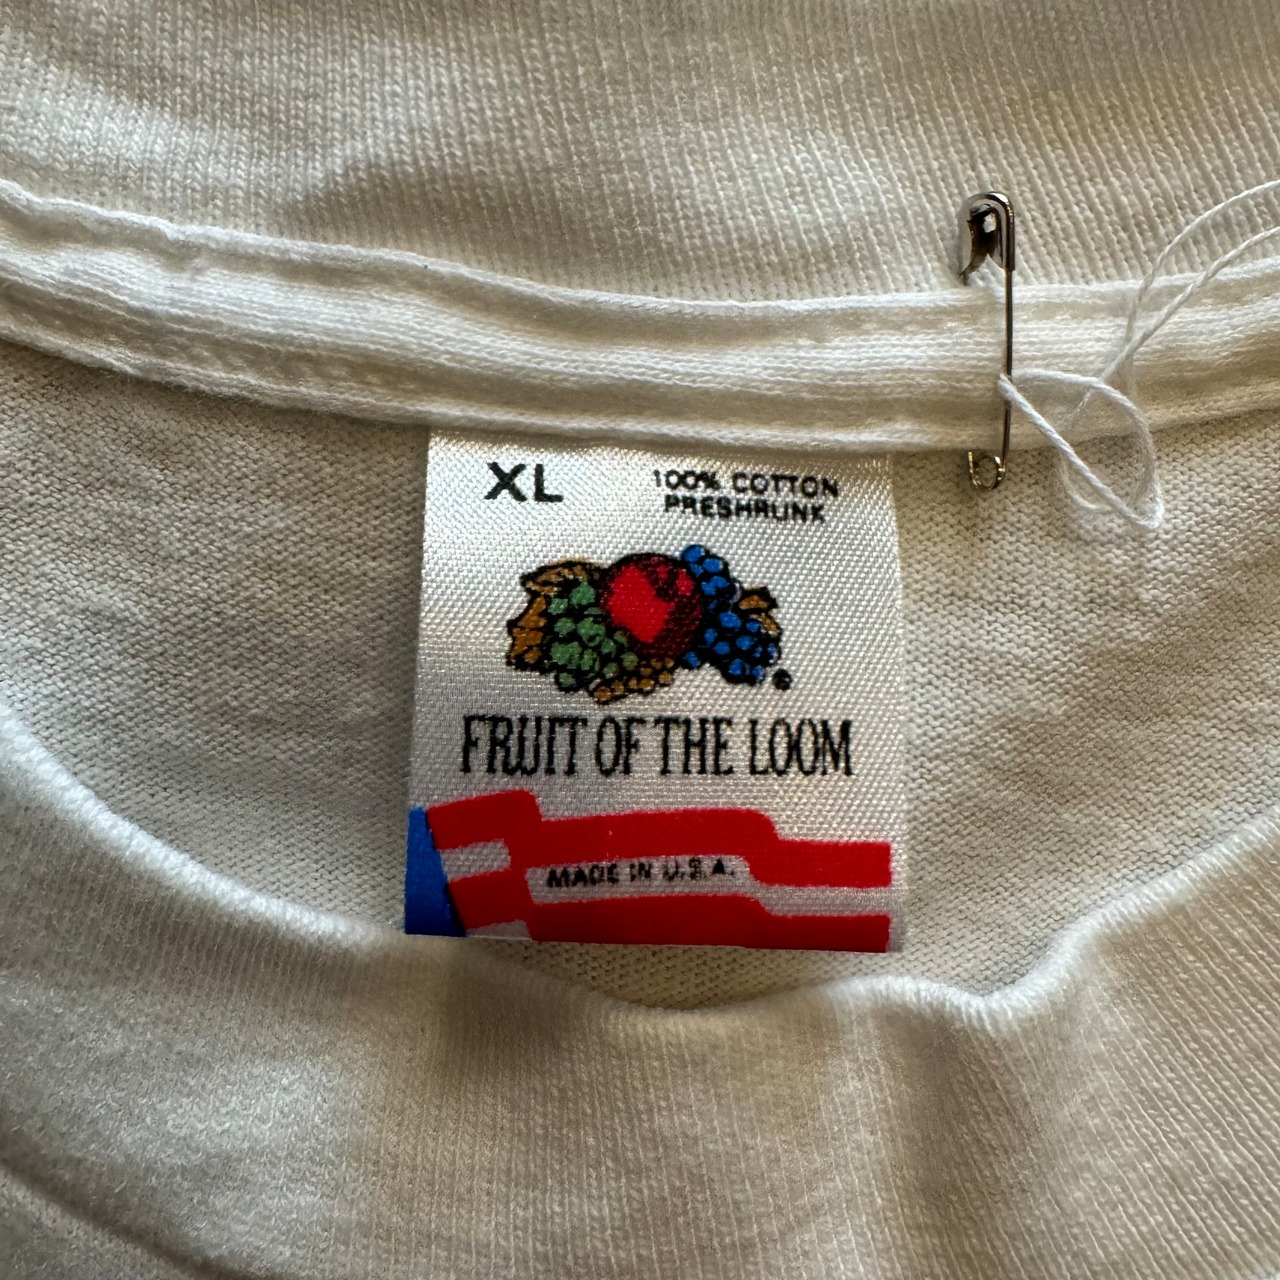 XL
100% COTTON
PRESHRUNK
®
FRUIT OF THE LOOM
MADE IN U.S.A.